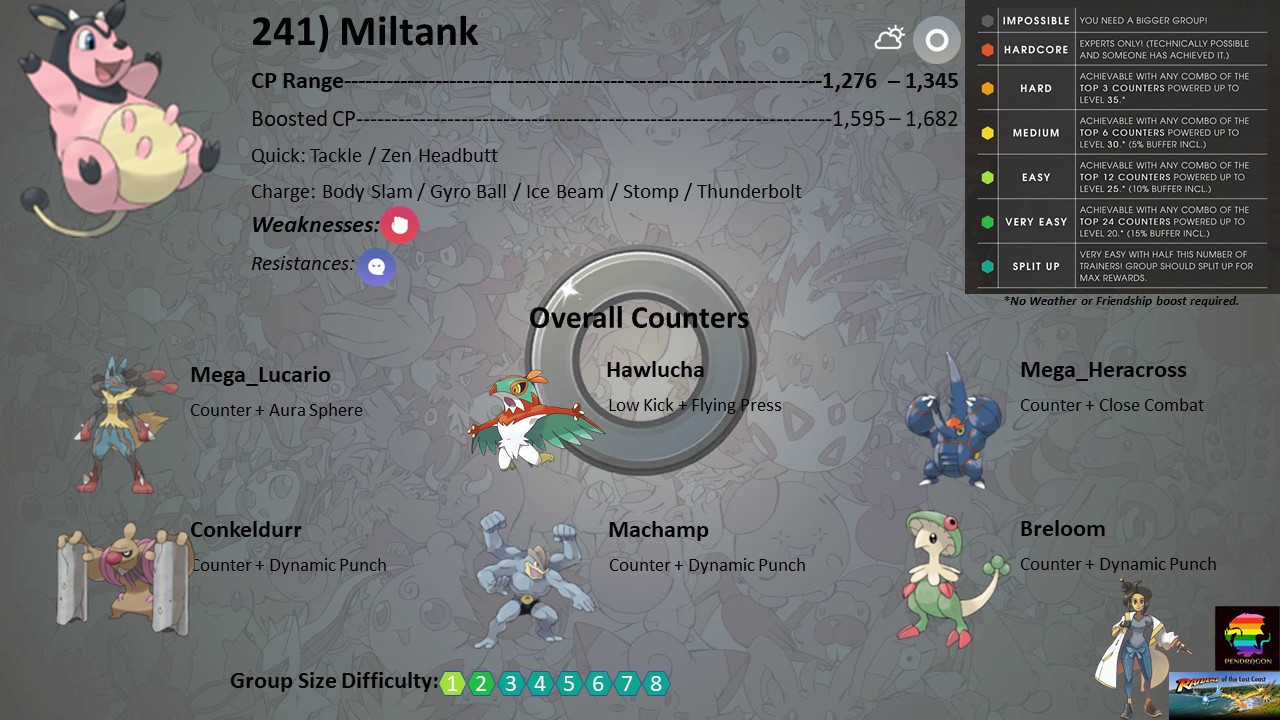 241) Miltank
CP Range-----------------------------------------------------------------------1,276 – 1,345
Boosted CP--------------------------------------------------------------------1,595 – 1,682
Quick: Tackle / Zen Headbutt
Charge: Body Slam / Gyro Ball / Ice Beam / Stomp / Thunderbolt
Weaknesses:
Resistances:
IMPOSSIBLE YOU NEED A BIGGER GROUP!
HARDCORE EXPERTS ONLY! (TECHNICALLY POSSIBLE
AND SOMEONE HAS ACHIEVED IT.)
HARD ACHIEVABLE WITH ANY COMBO OF THE
TOP 3 COUNTERS POWERED UP TO
LEVEL 35.*
MEDIUM ACHIEVABLE WITH ANY COMBO OF THE
TOP 6 COUNTERS POWERED UP TO
LEVEL 30.* (5% BUFFER INCL.)
EASY ACHIEVABLE WITH ANY COMBO OF THE
TOP 12 COUNTERS POWERED UP TO
LEVEL 25.* (10% BUFFER INCL.)
VERY EASY ACHIEVABLE WITH ANY COMBO OF THE
TOP 24 COUNTERS POWERED UP TO
LEVEL 20.* (15% BUFFER INCL.)
SPLIT UP VERY EASY WITH HALF THIS NUMBER OF
TRAINERS! GROUP SHOULD SPLIT UP FOR
MAX REWARDS.
*No Weather or Friendship boost required.
Overall Counters
Mega_Lucario
Counter + Aura Sphere
Hawlucha
Low Kick + Flying Press
Mega_Heracross
Counter + Close Combat
Conkeldurr
Counter + Dynamic Punch
Machamp
Counter + Dynamic Punch
Breloom
Counter + Dynamic Punch
Group Size Difficulty: 1 2 3 4 5 6 7 8
PENDROGON
RAIDERS of the Lost Coast